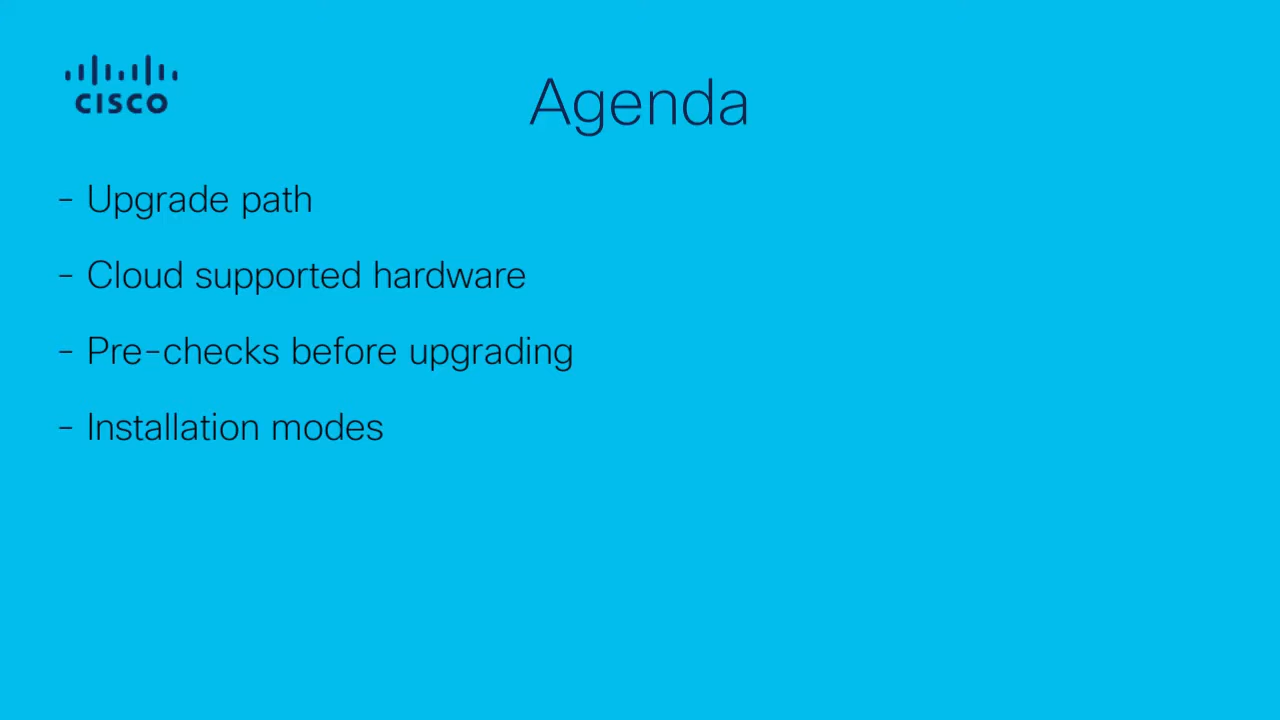 CISCO
Agenda
- Upgrade path
- Cloud supported hardware
- Pre-checks before upgrading
- Installation modes